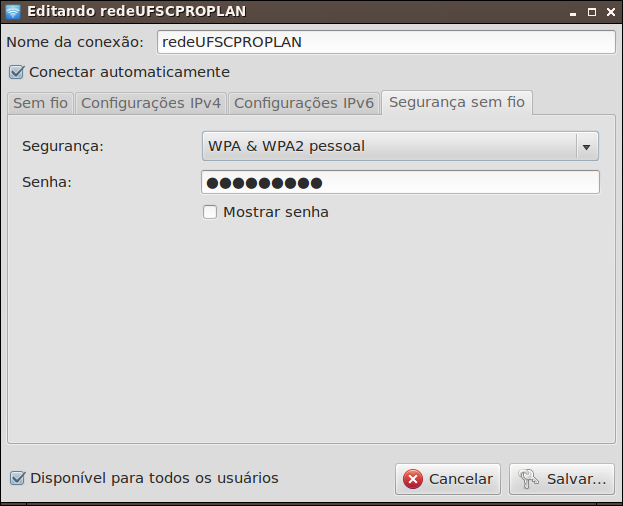 Editando redeUFSCPROPLAN
Nome da conexão: redeUFSCPROPLAN
Conectar automaticamente
Sem fio Configurações IPv4 Configurações IPv6 Segurança sem fio
Segurança: WPA & WPA2 pessoal
Senha: ●●●●●●●●●
Mostrar senha
Disponível para todos os usuários Cancelar Salvar...